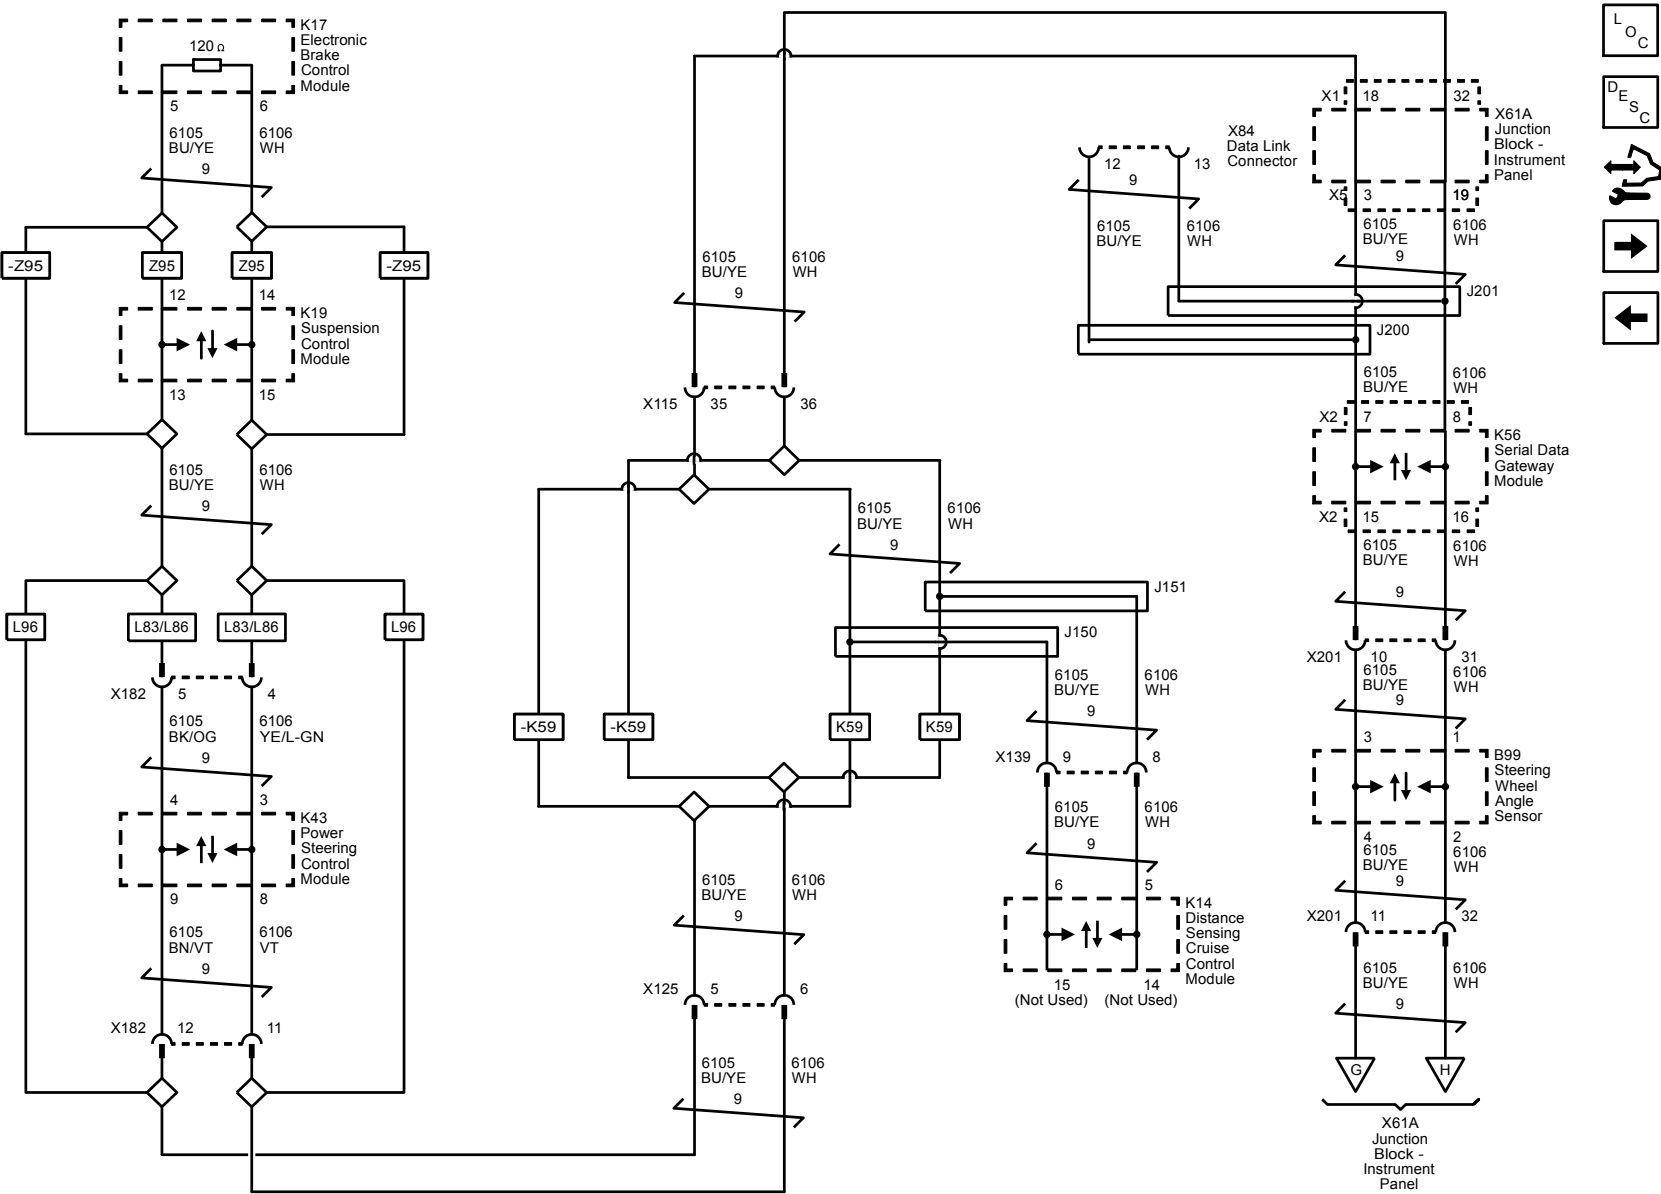 K17
Electronic
Brake
Control
Module
120 Ω
5
6
6105
BU/YE
6106
WH
9
-Z95
Z95
Z95
-Z95
12
14
K19
Suspension
Control
Module
13
15
6105
BU/YE
6106
WH
9
L96
L83/L86
L83/L86
L96
X182
5
4
6105
BK/OG
6106
YE/L-GN
9
4
3
K43
Power
Steering
Control
Module
9
8
6105
BN/VT
6106
VT
9
X182
12
11
6105
BU/YE
6106
WH
9
X115
35
36
6105
BU/YE
6106
WH
9
-K59
-K59
K59
K59
J151
J150
6105
BU/YE
6106
WH
9
X139
9
8
6105
BU/YE
6106
WH
9
6
5
K14
Distance
Sensing
Cruise
Control
Module
15
(Not Used)
14
(Not Used)
6105
BU/YE
6106
WH
9
X125
5
6
6105
BU/YE
6106
WH
9
X84
Data Link
Connector
12
13
9
6105
BU/YE
6106
WH
X1
18
32
X61A
Junction
Block -
Instrument
Panel
X5
3
19
6105
BU/YE
6106
WH
9
J201
J200
6105
BU/YE
6106
WH
X2
7
8
K56
Serial Data
Gateway
Module
X2
15
16
6105
BU/YE
6106
WH
9
X201
10
31
6105
BU/YE
6106
WH
9
3
1
B99
Steering
Wheel
Angle
Sensor
4
2
6105
BU/YE
6106
WH
9
X201
11
32
6105
BU/YE
6106
WH
9
G
H
X61A
Junction
Block -
Instrument
Panel
LOC
DESC